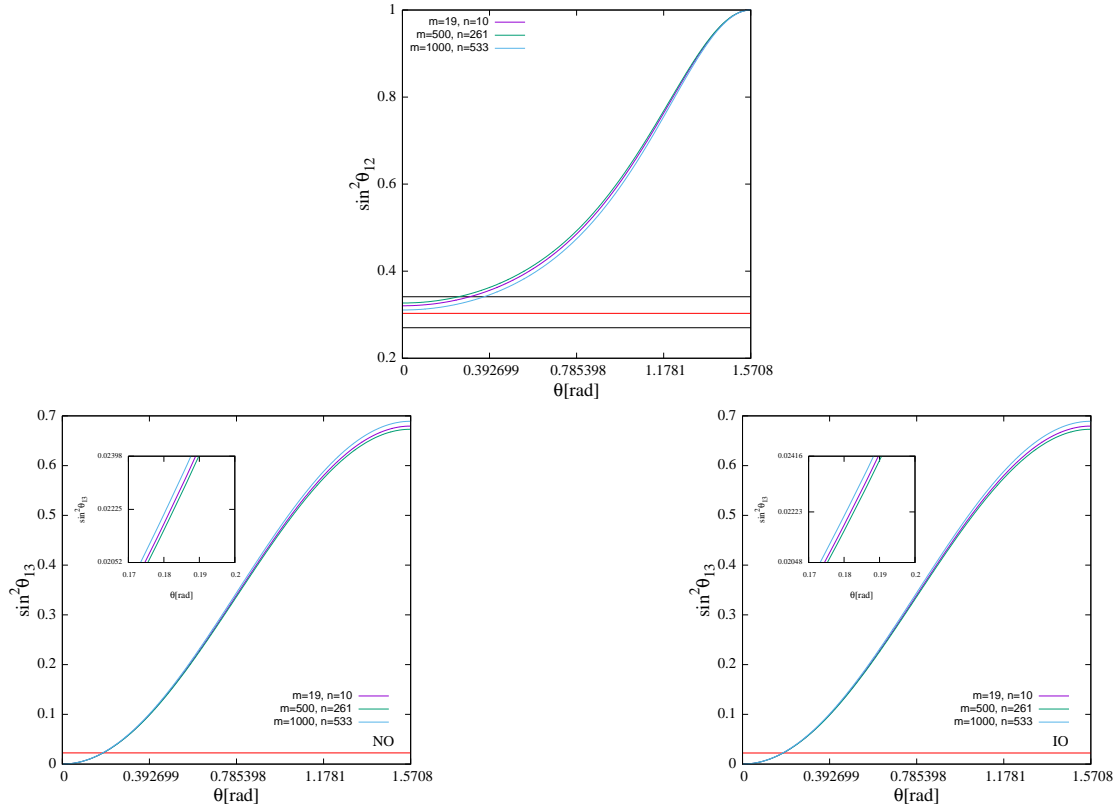 1
m=19, n=10
m=500, n=261
m=1000, n=533
0.8
sin²θ₁₂
0.6
0.4
0.2
0 0.392699 0.785398 1.1781 1.5708
θ[rad]
0.7
0.02398
0.6
sin²θ₁₃
0.02225
0.5
0.02052
0.17 0.18 0.19 0.2
θ[rad]
0.4
sin²θ₁₃
0.3
0.2
m=19, n=10
m=500, n=261
0.1
m=1000, n=533
NO
0
0 0.392699 0.785398 1.1781 1.5708
θ[rad]
0.7
0.02416
0.6
sin²θ₁₃
0.02223
0.5
0.02048
0.17 0.18 0.19 0.2
θ[rad]
0.4
sin²θ₁₃
0.3
0.2
m=19, n=10
m=500, n=261
0.1
m=1000, n=533
IO
0
0 0.392699 0.785398 1.1781 1.5708
θ[rad]